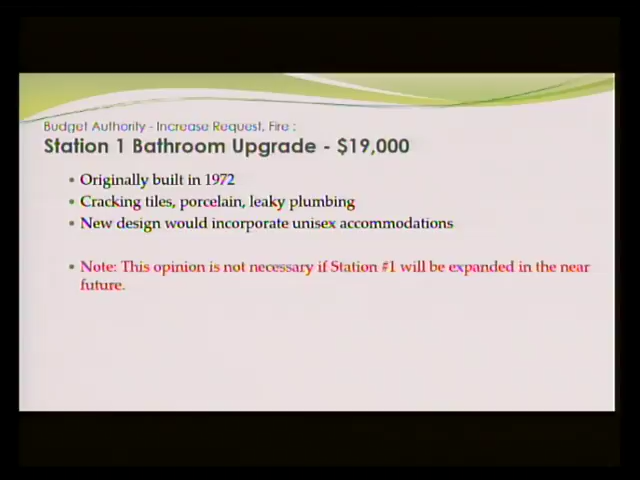 Budget Authority - Increase Request, Fire :
Station 1 Bathroom Upgrade - $19,000
• Originally built in 1972
• Cracking tiles, porcelain, leaky plumbing
• New design would incorporate unisex accommodations
• Note: This opinion is not necessary if Station #1 will be expanded in the near
future.